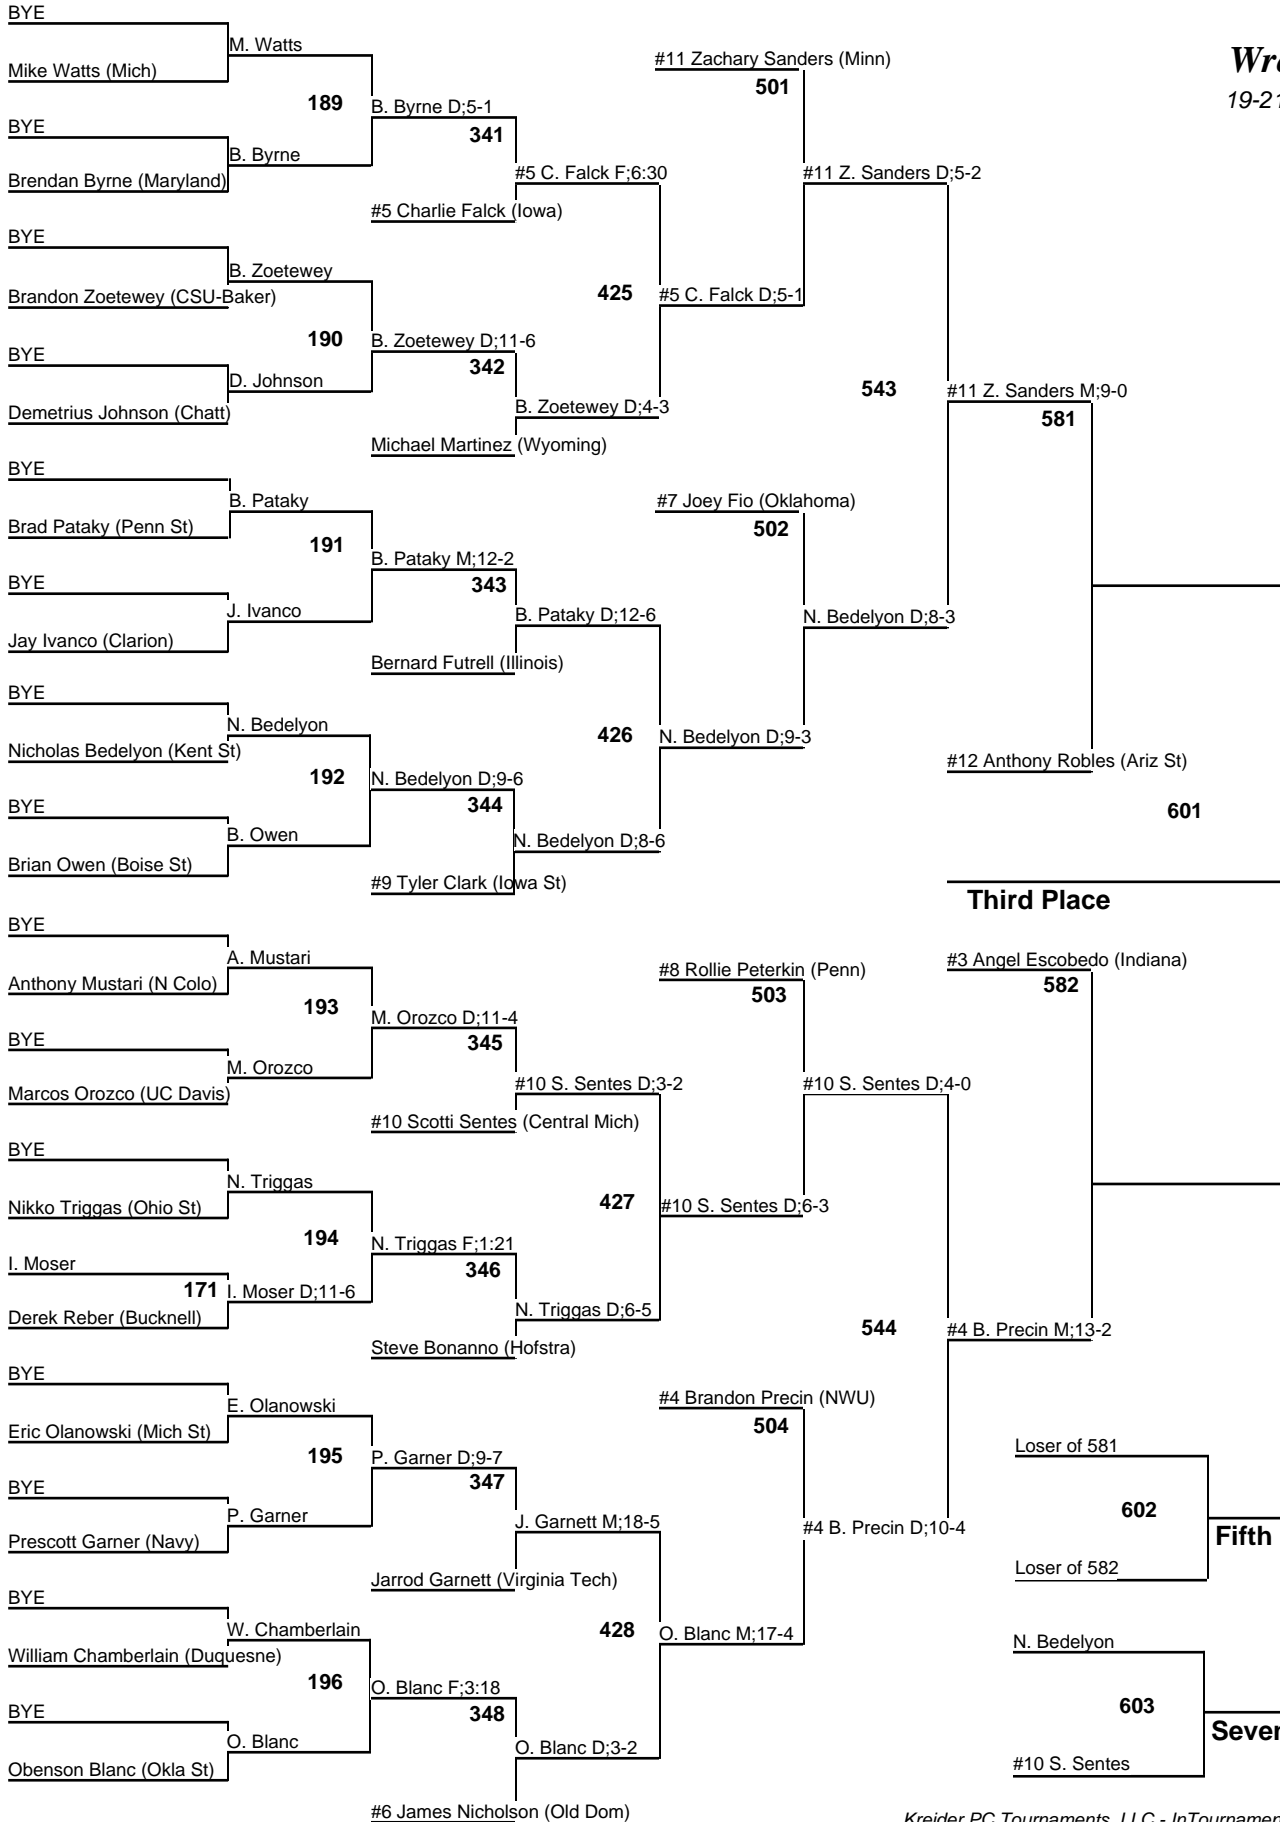 BYE
M. Watts
Mike Watts (Mich)
189
B. Byrne D;5-1
341
BYE
B. Byrne
Brendan Byrne (Maryland)
#5 C. Falck F;6:30
#5 Charlie Falck (Iowa)
BYE
B. Zoetewey
Brandon Zoetewey (CSU-Baker)
425
#5 C. Falck D;5-1
190
B. Zoetewey D;11-6
342
BYE
D. Johnson
Demetrius Johnson (Chatt)
B. Zoetewey D;4-3
Michael Martinez (Wyoming)
#11 Zachary Sanders (Minn)
501
#11 Z. Sanders D;5-2
543
#11 Z. Sanders M;9-0
581
19-21
BYE
B. Pataky
Brad Pataky (Penn St)
191
B. Pataky M;12-2
343
BYE
J. Ivanco
Jay Ivanco (Clarion)
B. Pataky D;12-6
Bernard Futrell (Illinois)
#7 Joey Fio (Oklahoma)
502
N. Bedelyon D;8-3
BYE
N. Bedelyon
Nicholas Bedelyon (Kent St)
426
N. Bedelyon D;9-3
192
N. Bedelyon D;9-6
344
BYE
B. Owen
Brian Owen (Boise St)
N. Bedelyon D;8-6
#9 Tyler Clark (Iowa St)
#12 Anthony Robles (Ariz St)
601
Third Place
BYE
A. Mustari
Anthony Mustari (N Colo)
193
M. Orozco D;11-4
345
BYE
M. Orozco
Marcos Orozco (UC Davis)
#10 S. Sentes D;3-2
#10 Scotti Sentes (Central Mich)
#8 Rollie Peterkin (Penn)
503
#10 S. Sentes D;4-0
#3 Angel Escobedo (Indiana)
582
BYE
N. Triggas
Nikko Triggas (Ohio St)
427
#10 S. Sentes D;6-3
194
N. Triggas F;1:21
346
I. Moser
171
I. Moser D;11-6
Derek Reber (Bucknell)
N. Triggas D;6-5
Steve Bonanno (Hofstra)
544
#4 B. Precin M;13-2
BYE
E. Olanowski
Eric Olanowski (Mich St)
195
P. Garner D;9-7
347
BYE
P. Garner
Prescott Garner (Navy)
J. Garnett M;18-5
Jarrod Garnett (Virginia Tech)
#4 Brandon Precin (NWU)
504
#4 B. Precin D;10-4
Loser of 581
602
Fifth
Loser of 582
BYE
W. Chamberlain
William Chamberlain (Duquesne)
428
O. Blanc M;17-4
196
O. Blanc F;3:18
348
BYE
O. Blanc
Obenson Blanc (Okla St)
O. Blanc D;3-2
#6 James Nicholson (Old Dom)
N. Bedelyon
603
#10 S. Sentes
Kreider PC Tournaments, LLC - InTournamen